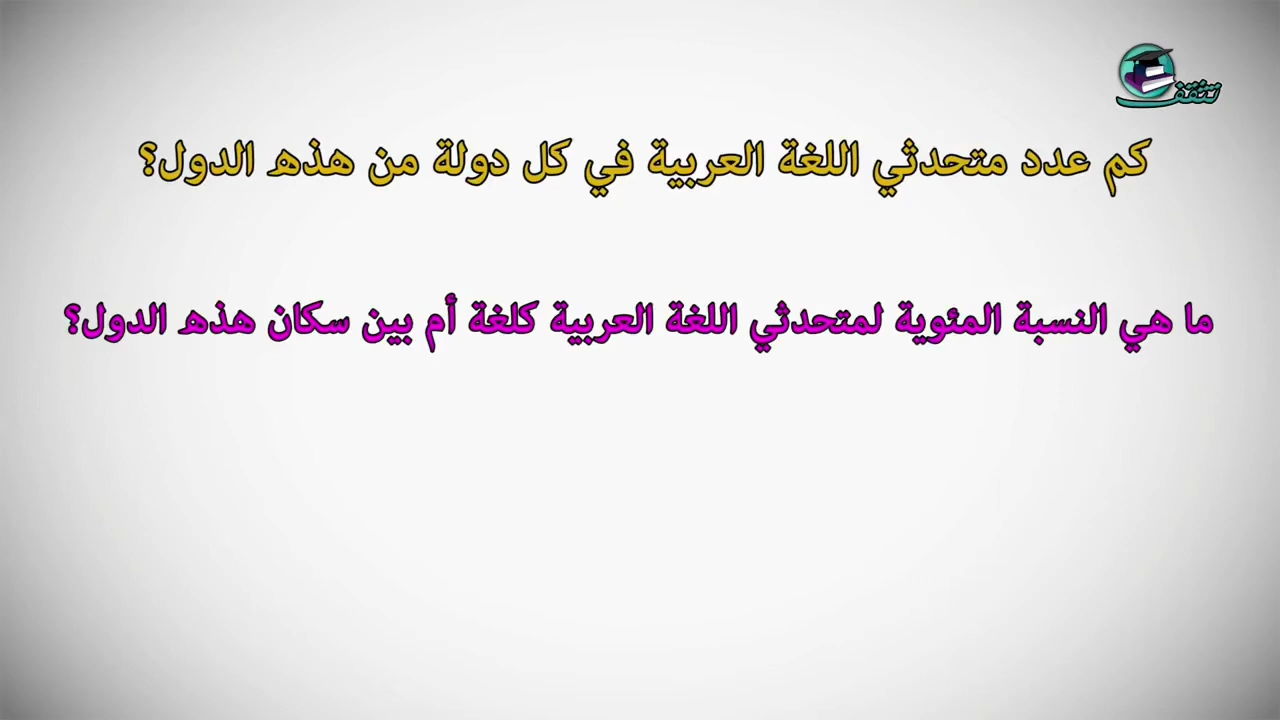 تثقف
كم عدد متحدثي اللغة العربية في كل دولة من هذه الدول؟
ما هي النسبة المئوية لمتحدثي اللغة العربية كلغة أم بين سكان هذه الدول؟